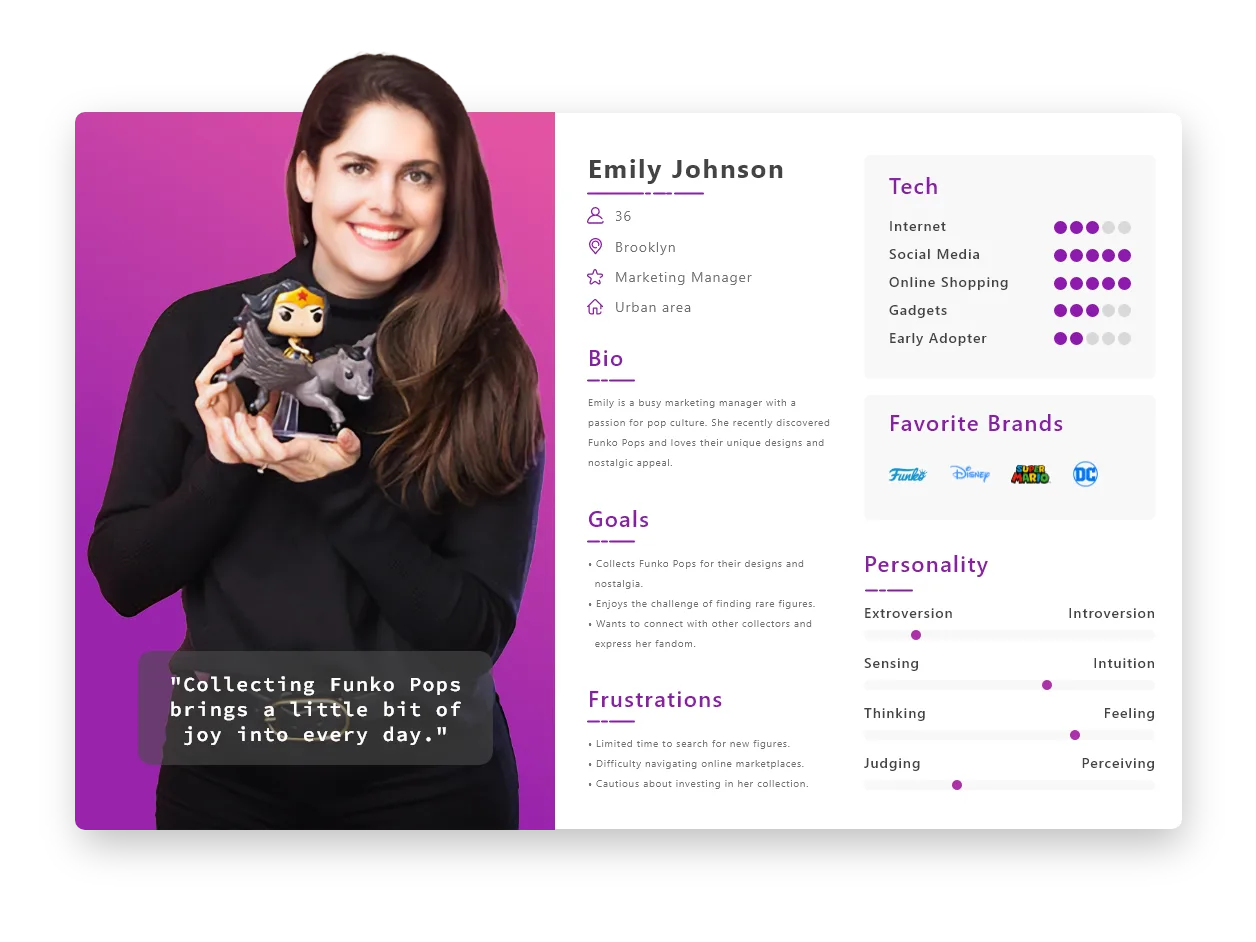 "Collecting Funko Pops
brings a little bit of
joy into every day."
Emily Johnson
36
Brooklyn
Marketing Manager
Urban area
Bio
Emily is a busy marketing manager with a
passion for pop culture. She recently discovered
Funko Pops and loves their unique designs and
nostalgic appeal.
Goals
• Collects Funko Pops for their designs and
nostalgia.
• Enjoys the challenge of finding rare figures.
• Wants to connect with other collectors and
express her fandom.
Frustrations
• Limited time to search for new figures.
• Difficulty navigating online marketplaces.
• Cautious about investing in her collection.
Tech
Internet
Social Media
Online Shopping
Gadgets
Early Adopter
Favorite Brands
Funko
Disney
SUPER
MARIO
DC
Personality
Extroversion Introversion
Sensing Intuition
Thinking Feeling
Judging Perceiving